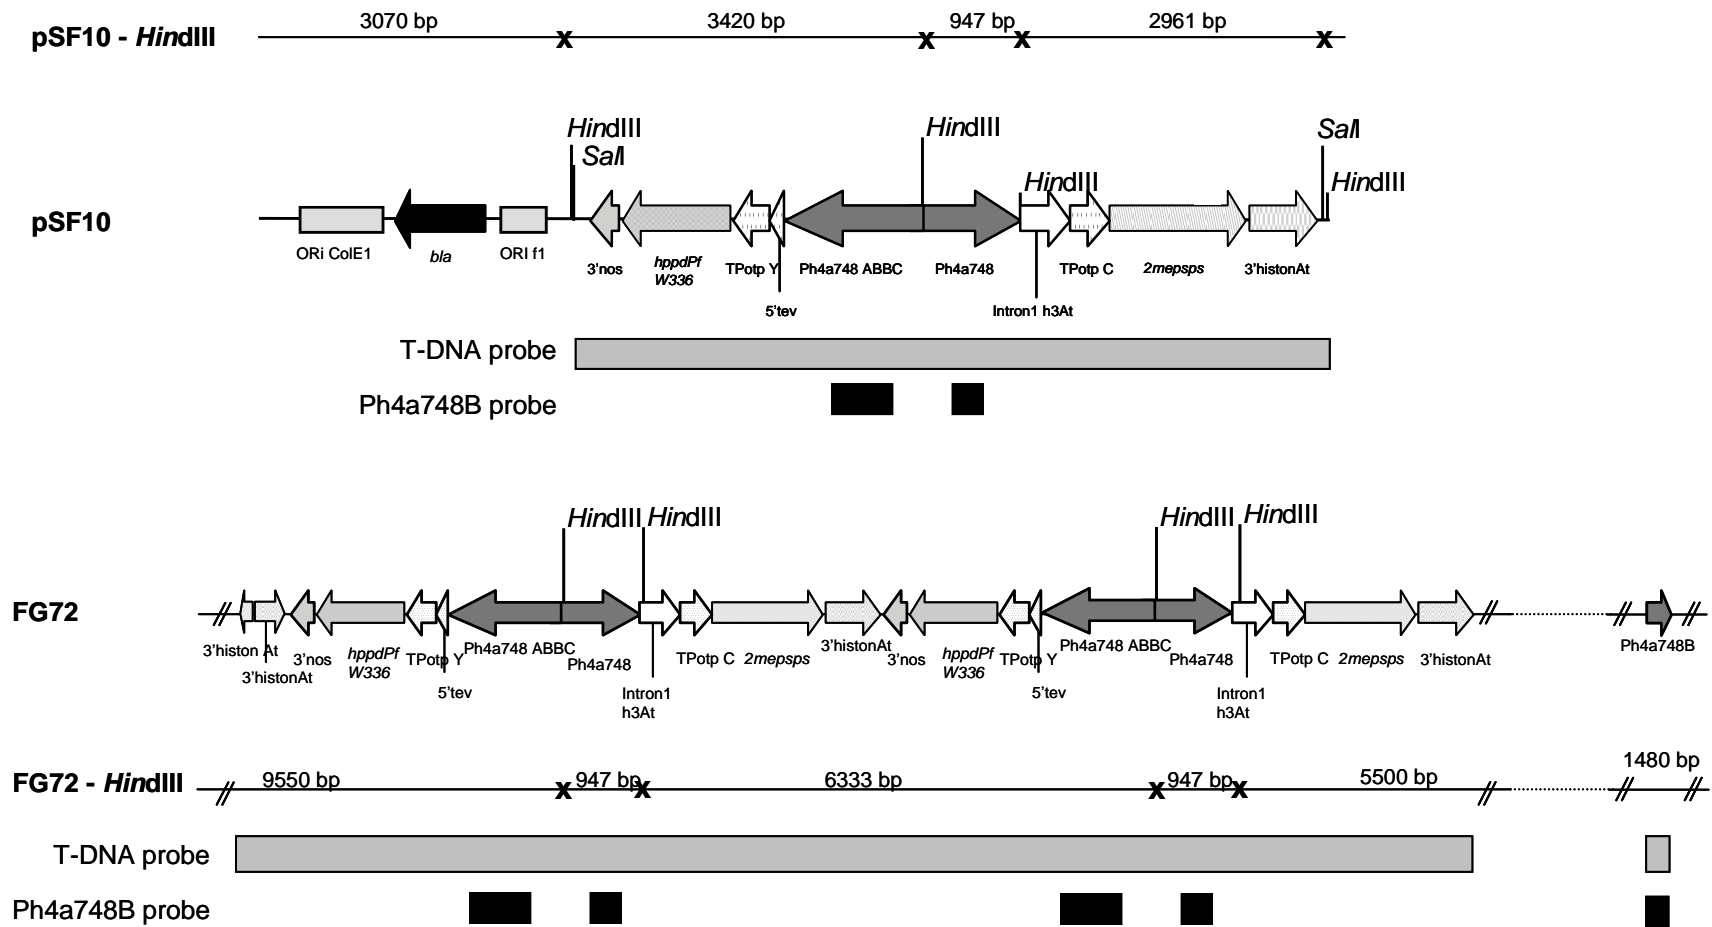 3070 bp 3420 bp 947 bp 2961 bp
pSF10 - HindIII
x x x x
HindIII HindIII SalI
SalI
HindIII HindIII
pSF10
ORi ColE1 bla ORI f1
3'nos hppdPf W336 TPotp Y Ph4a748 ABBC Ph4a748 TPotp C 2mepsps 3'histonAt
5'tev Intron1 h3At
T-DNA probe
Ph4a748B probe
HindIII HindIII HindIII HindIII
FG72
3'histon At 3'histonAt 3'nos hppdPf W336 TPotp Y Ph4a748 ABBC Ph4a748 TPotp C 2mepsps 3'histonAt 3'nos hppdPf W336 TPotp Y Ph4a748 ABBC Ph4a748 TPotp C 2mepsps 3'histonAt Ph4a748B
5'tev Intron1 h3At 5'tev Intron1 h3At
1480 bp
FG72 - HindIII 9550 bp 947 bp 6333 bp 947 bp 5500 bp
x x x x
T-DNA probe
Ph4a748B probe